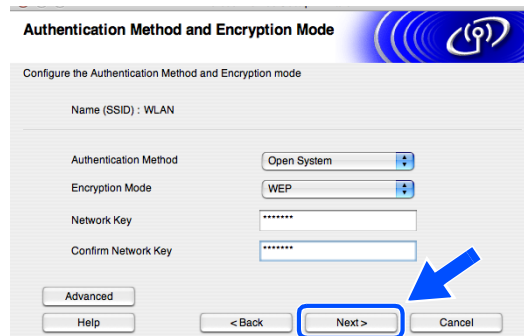 Authentication Method and Encryption Mode
Configure the Authentication Method and Encryption mode
Name (SSID) : WLAN
Authentication Method Open System
Encryption Mode WEP
Network Key *******
Confirm Network Key *******
Advanced
Help < Back Next > Cancel